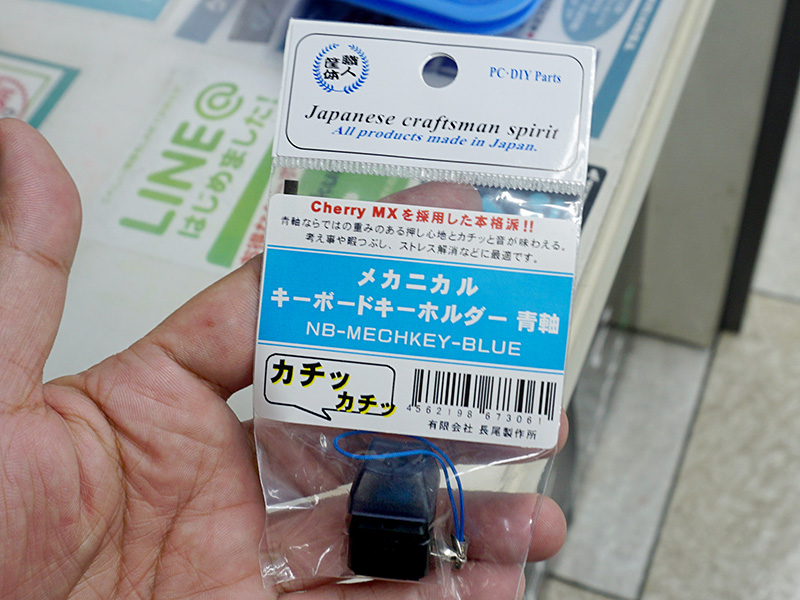 職人
筐体
PC・DIY Parts
Japanese craftsman spirit
All products made in Japan.
LINE@
はじめました!
Cherry MXを採用した本格派!!
青軸ならではの重みのある押し心地とカチッと音が味わえる。
考え事や暇つぶし、ストレス解消などに最適です。
メカニカル
キーボードキーホルダー 青軸
NB-MECHKEY-BLUE
カチッ
カチッ
4562198 673061
有限会社 長尾製作所